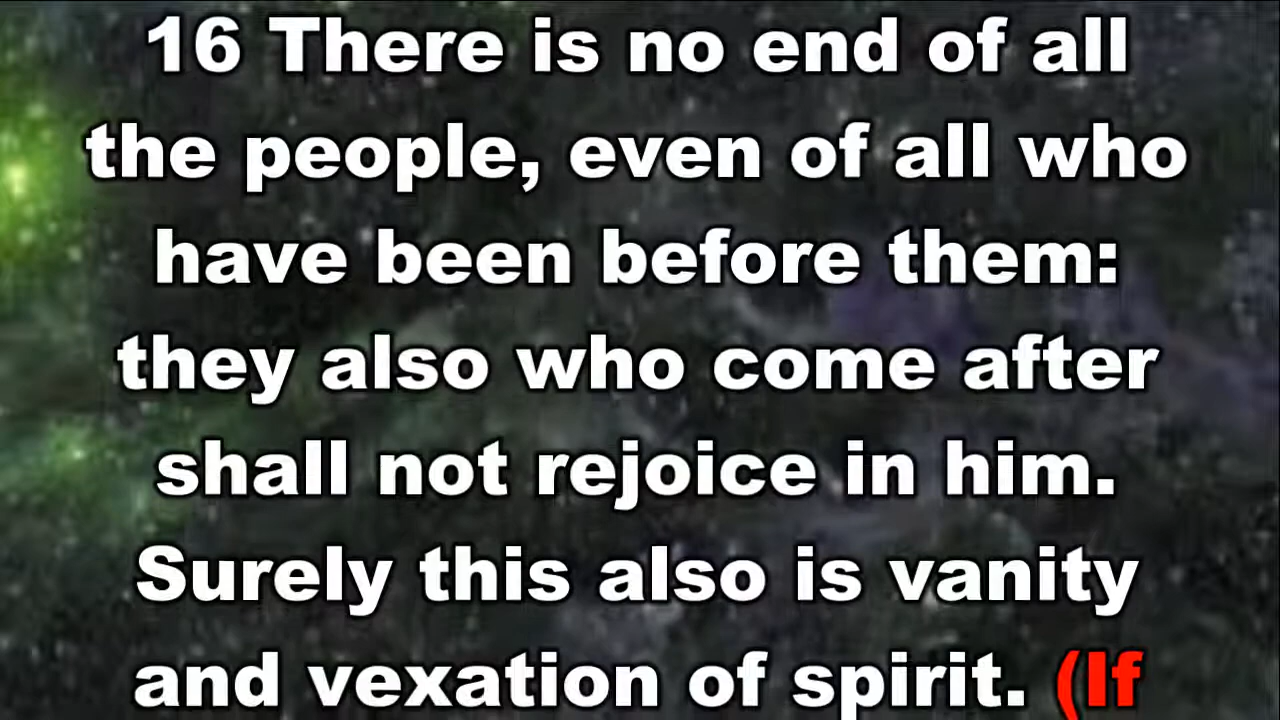 16 There is no end of all
the people, even of all who
have been before them:
they also who come after
shall not rejoice in him.
Surely this also is vanity
and vexation of spirit. (If